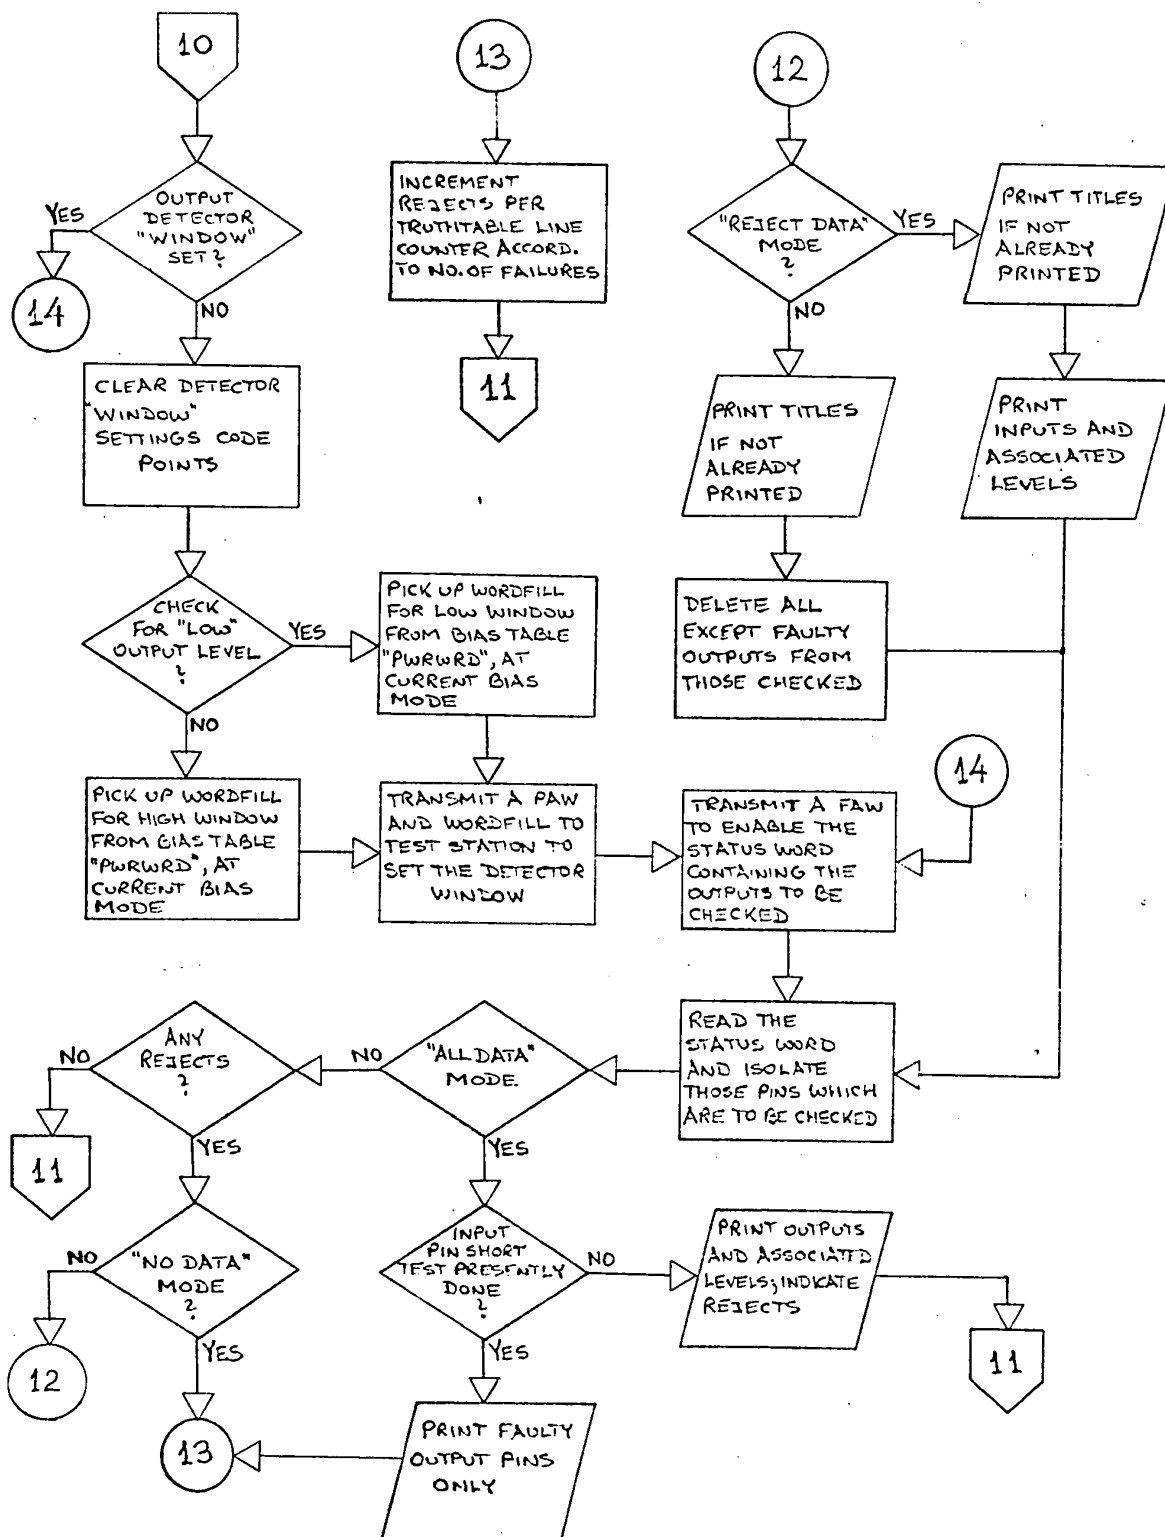 10
OUTPUT
DETECTOR
"WINDOW"
SET?
YES
14
NO
CLEAR DETECTOR
"WINDOW"
SETTINGS CODE
POINTS
CHECK
FOR "LOW"
OUTPUT LEVEL
?
YES
NO
PICK UP WORDFILL
FOR LOW WINDOW
FROM BIAS TABLE
"PWRWRD", AT
CURRENT BIAS
MODE
PICK UP WORDFILL
FOR HIGH WINDOW
FROM BIAS TABLE
"PWRWRD", AT
CURRENT BIAS
MODE
TRANSMIT A PAW
AND WORDFILL TO
TEST STATION TO
SET THE DETECTOR
WINDOW
13
INCREMENT
REJECTS PER
TRUTHTABLE LINE
COUNTER ACCORD.
TO NO. OF FAILURES
11
12
"REJECT DATA"
MODE
?
YES
NO
PRINT TITLES
IF NOT
ALREADY
PRINTED
PRINT
INPUTS AND
ASSOCIATED
LEVELS
PRINT TITLES
IF NOT
ALREADY
PRINTED
DELETE ALL
EXCEPT FAULTY
OUTPUTS FROM
THOSE CHECKED
14
TRANSMIT A FAW
TO ENABLE THE
STATUS WORD
CONTAINING THE
OUTPUTS TO BE
CHECKED
READ THE
STATUS WORD
AND ISOLATE
THOSE PINS WHICH
ARE TO BE CHECKED
"ALL DATA"
MODE
NO
YES
ANY
REJECTS
?
NO
11
YES
"NO DATA"
MODE
?
NO
12
YES
13
INPUT
PIN SHORT
TEST PRESENTLY
DONE
?
NO
YES
PRINT OUTPUTS
AND ASSOCIATED
LEVELS; INDICATE
REJECTS
11
PRINT FAULTY
OUTPUT PINS
ONLY